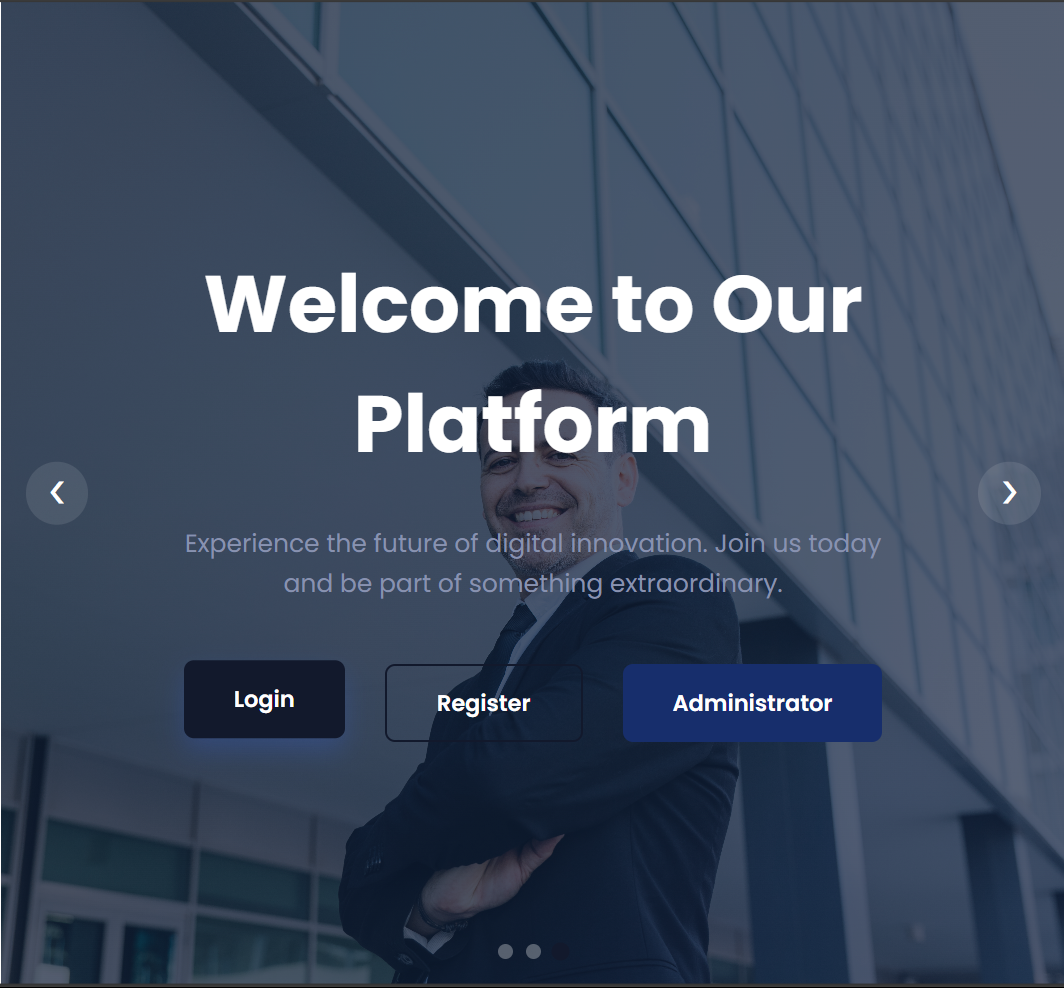 Welcome to Our
Platform
Experience the future of digital innovation. Join us today
and be part of something extraordinary.
Login
Register
Administrator